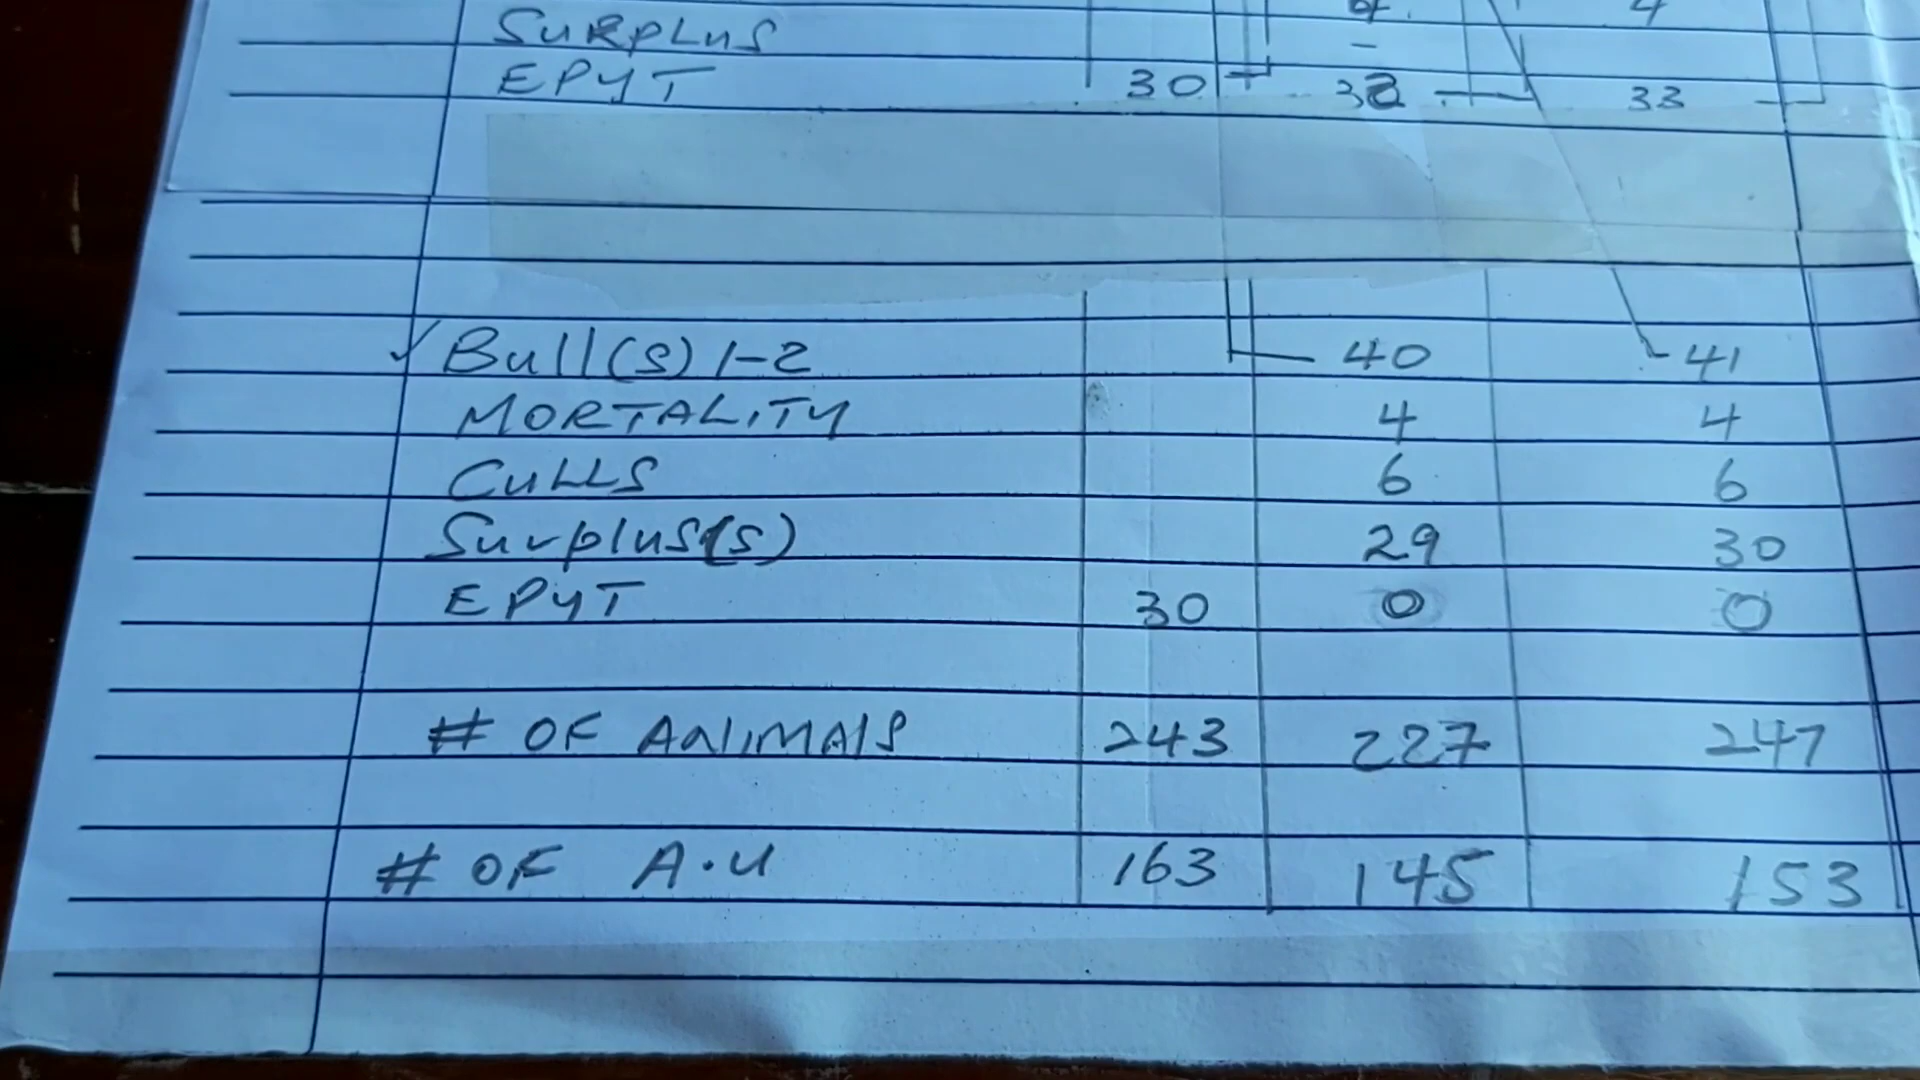 4
SURPLUS -
EPYT 30 32 33
✓ Bull(s) 1-2 40 41
MORTALITY 4 4
CULLS 6 6
Surplus(s) 29 30
EPYT 30 0 0
# OF ANIMALS 243 227 247
# OF A.U 163 145 153